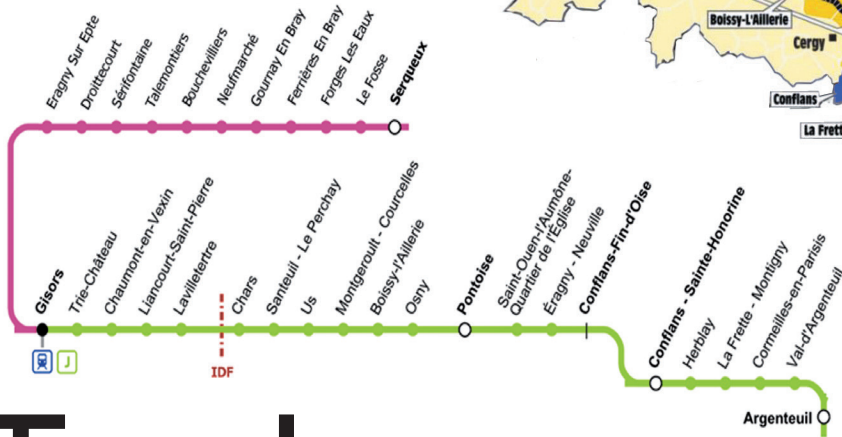 Eragny Sur Epte
Droittecourt
Sérifontaine
Talemontiers
Bouchevilliers
Neufmarché
Gournay En Bray
Ferrières En Bray
Forges Les Eaux
Le Fosse
Serqueux
Boissy-L'Aillerie
Cergy
Conflans
La Frett
Gisors
Trie-Château
Chaumont-en-Vexin
Liancourt-Saint-Pierre
Lavilletertre
Chars
Santeuil - Le Perchay
Us
Montgeroult - Courcelles
Boissy-l'Aillerie
Osny
Pontoise
Saint-Ouen-l'Aumône-
Quartier de l'Église
Éragny - Neuville
Conflans-Fin-d'Oise
Conflans - Sainte-Honorine
Herblay
La Frette - Montigny
Cormeilles-en-Parisis
Val-d'Argenteuil
J
IDF
Argenteuil